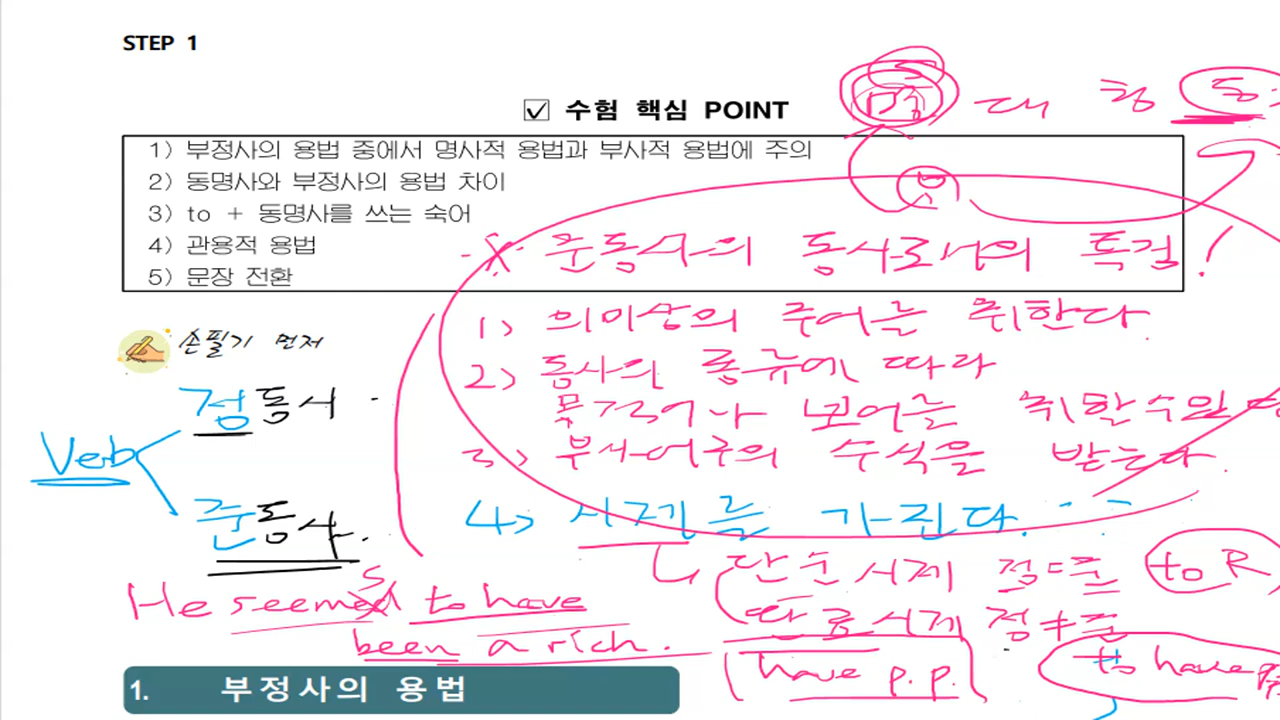 STEP 1
수험 핵심 POINT
명 대 형 동
부
1) 부정사의 용법 중에서 명사적 용법과 부사적 용법에 주의
2) 동명사와 부정사의 용법 차이
3) to + 동명사를 쓰는 숙어
4) 관용적 용법
5) 문장 전환
준동사의 동사로서의 특징!
1) 의미상의 주어를 취한다.
2) 동사의 종류에 따라
목적어나 보어를 취할 수 있
3) 부사어구의 수식을 받는다.
4) 시제를 가진다.
손필기 먼저
정동사
Verb
준동사.
단순시제 정=준 to R
완료시제 정≠준
to have p.p
have p.p.
He seems to have
been a rich.
1. 부정사의 용법